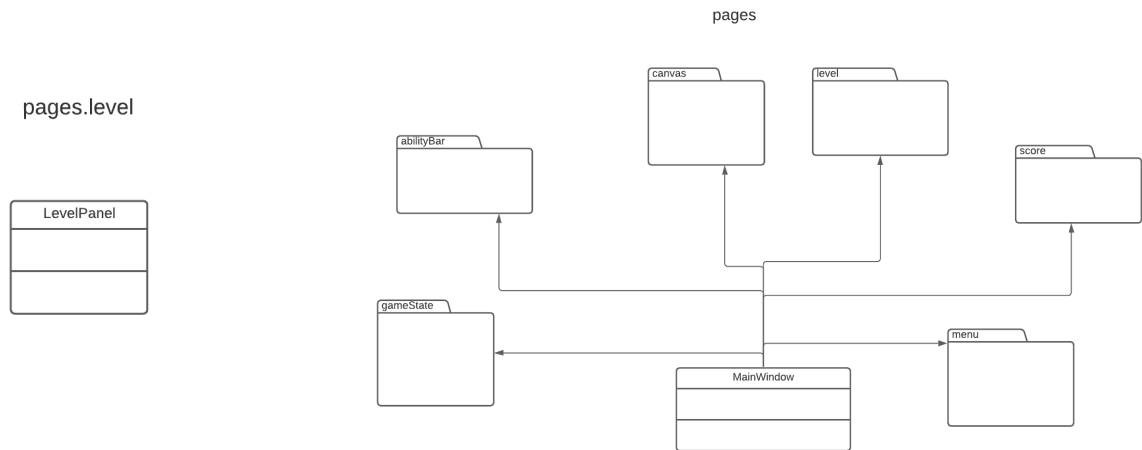 pages
canvas
level
pages.level
abilityBar
score
LevelPanel
gameState
menu
MainWindow